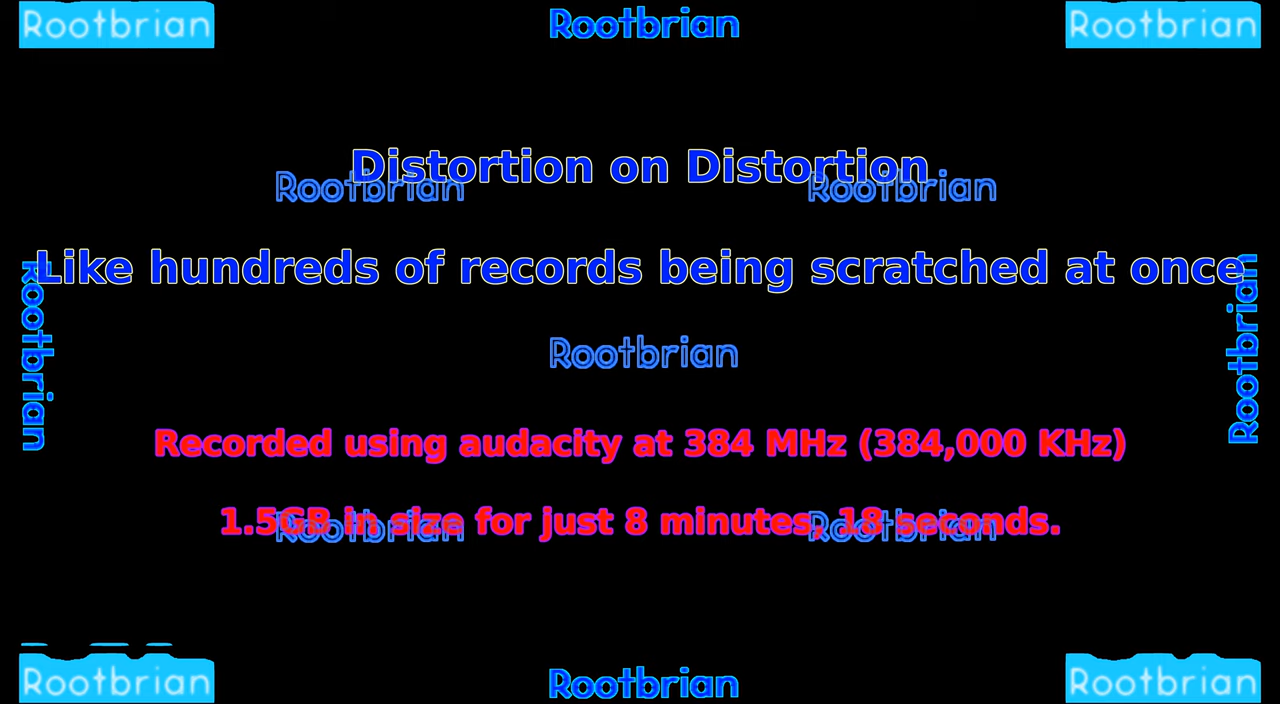 Rootbrian Rootbrian Rootbrian
Distortion on Distortion
Rootbrian Rootbrian
Like hundreds of records being scratched at once
Rootbrian Rootbrian
Rootbrian
Recorded using audacity at 384 MHz (384,000 KHz)
1.5GB in size for just 8 minutes, 18 seconds.
Rootbrian Rootbrian
Rootbrian Rootbrian Rootbrian